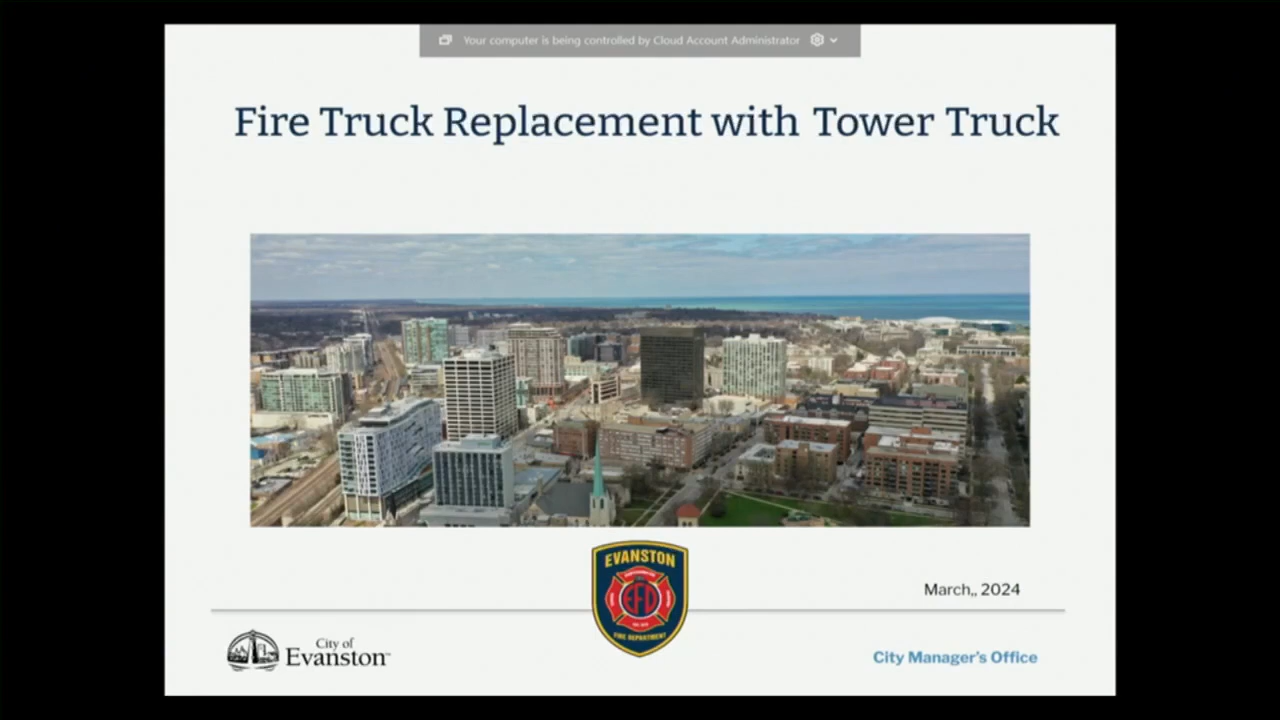 Your computer is being controlled by Cloud Account Administrator
Fire Truck Replacement with Tower Truck
EVANSTON
EFD
FIRE DEPARTMENT
March,, 2024
City of
Evanston™
City Manager's Office